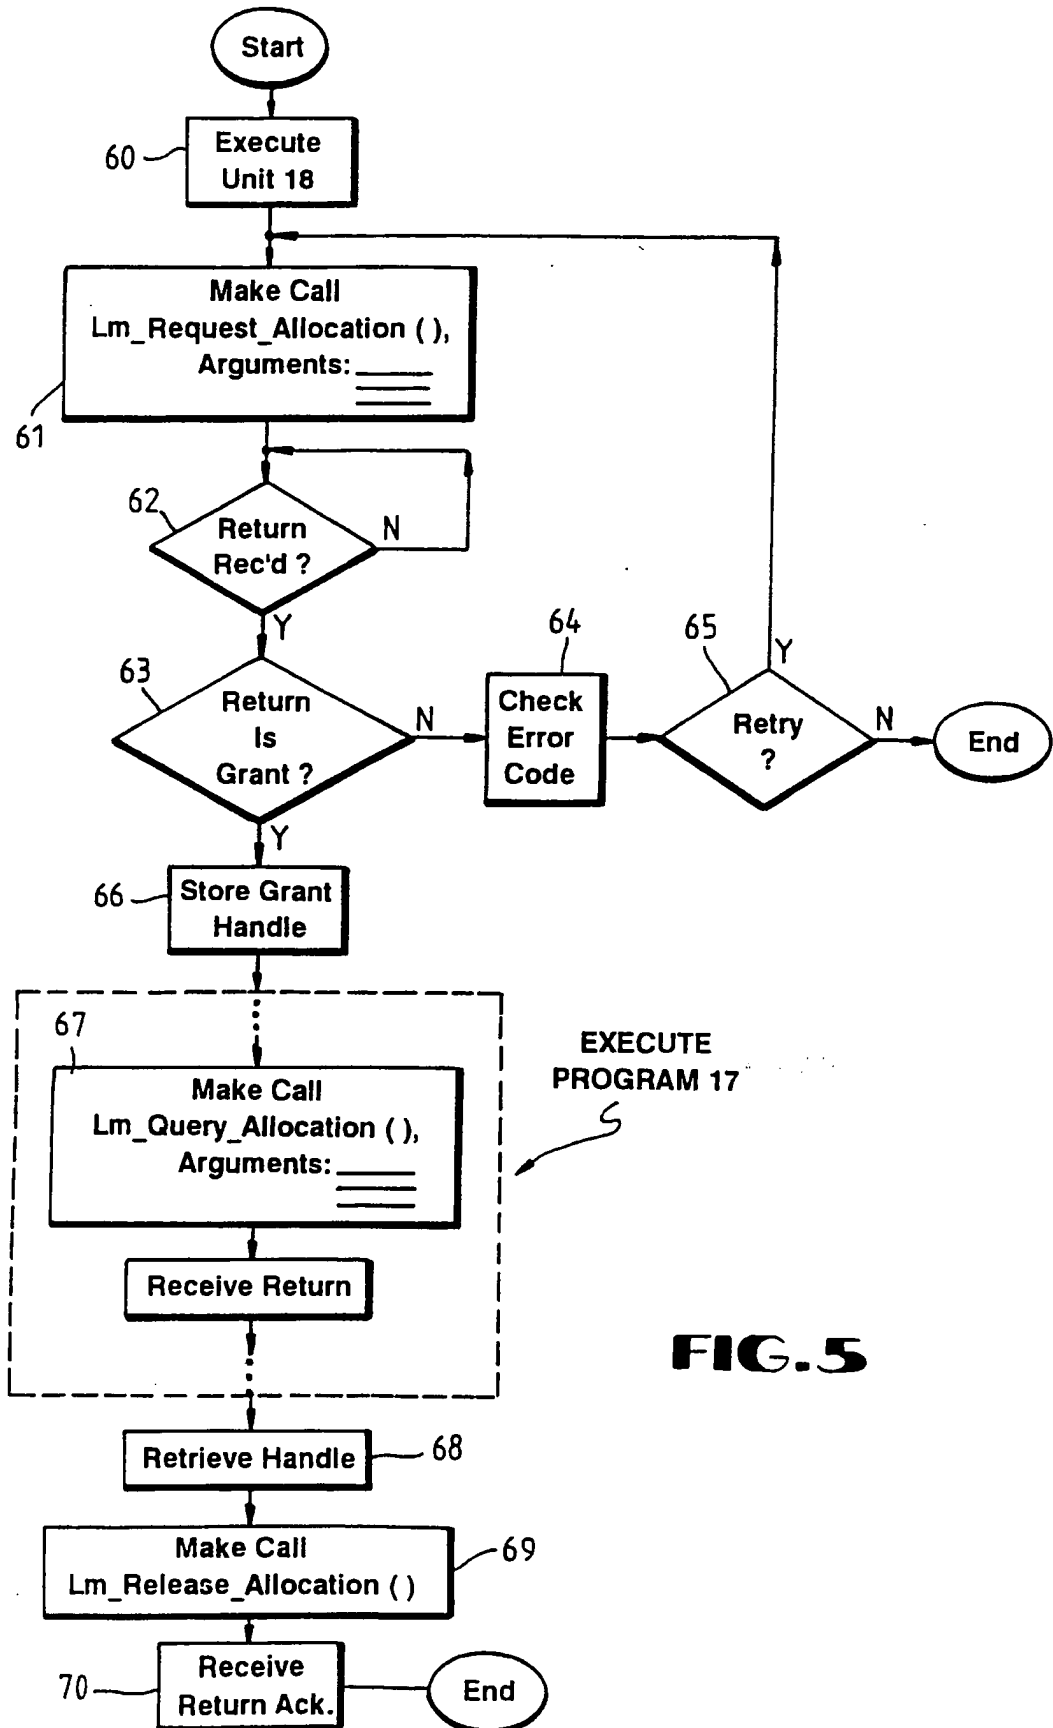 Start
60
Execute
Unit 18
Make Call
Lm_Request_Allocation ( ),
Arguments:
61
62
Return
Rec'd ?
N
Y
63
Return
Is
Grant ?
N
64
Check
Error
Code
65
Retry
?
Y
N
End
Y
66
Store Grant
Handle
67
Make Call
Lm_Query_Allocation ( ),
Arguments:
Receive Return
EXECUTE
PROGRAM 17
FIG.5
Retrieve Handle
68
Make Call
Lm_Release_Allocation ( )
69
70
Receive
Return Ack.
End